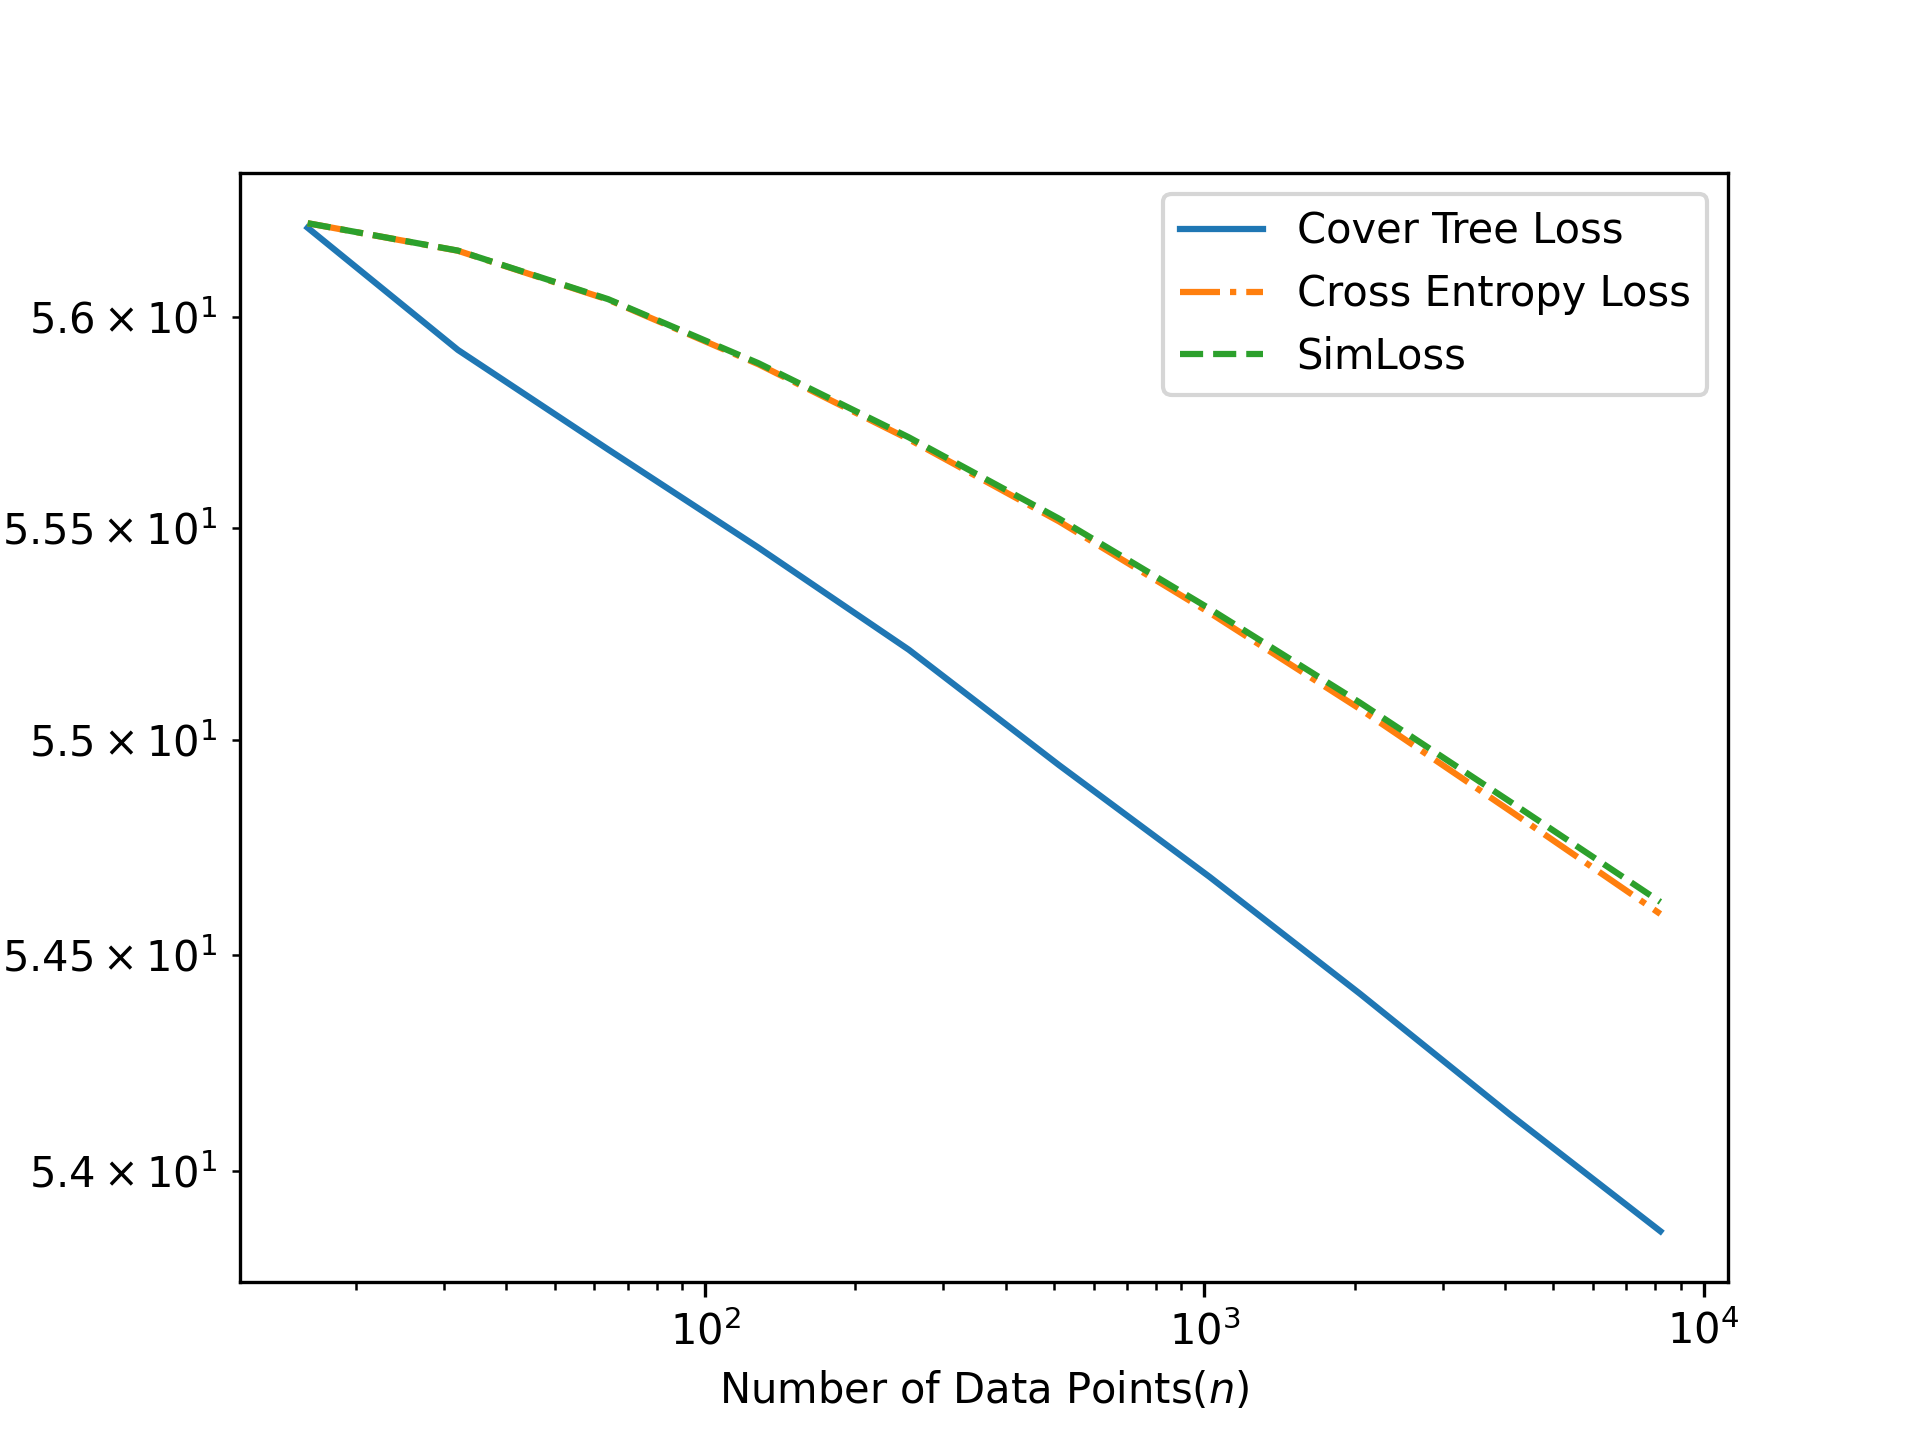 Cover Tree Loss
Cross Entropy Loss
SimLoss
5.6 × 10¹
5.55 × 10¹
5.5 × 10¹
5.45 × 10¹
5.4 × 10¹
10² 10³ 10⁴
Number of Data Points(n)